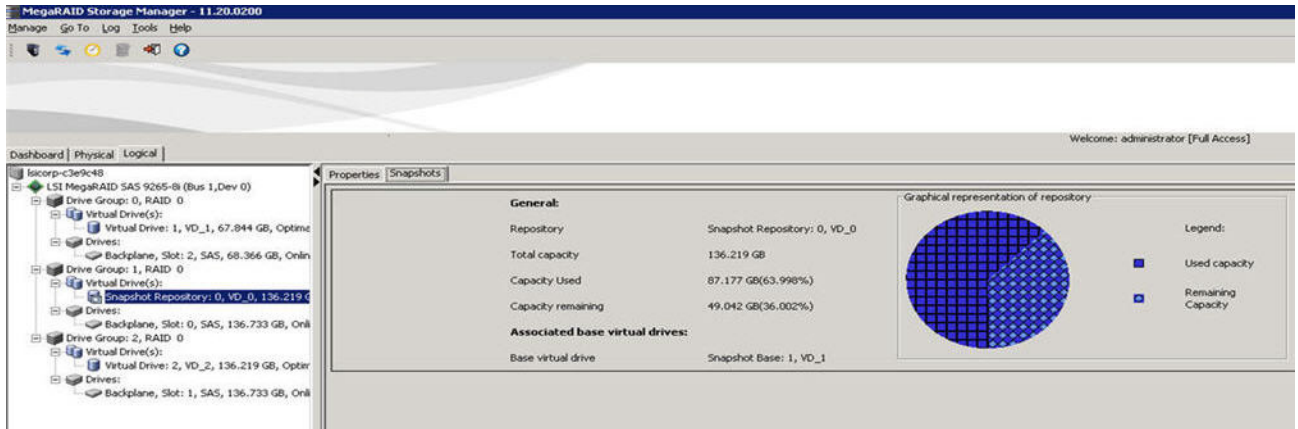 MegaRAID Storage Manager - 11.20.0200
Manage Go To Log Tools Help
Welcome: administrator [Full Access]
Dashboard Physical Logical
lsicorp-c3e9c48
LSI MegaRAID SAS 9265-8i (Bus 1,Dev 0)
Drive Group: 0, RAID 0
Virtual Drive(s):
Virtual Drive: 1, VD_1, 67.844 GB, Optima
Drives:
Backplane, Slot: 2, SAS, 68.366 GB, Onlin
Drive Group: 1, RAID 0
Virtual Drive(s):
Snapshot Repository: 0, VD_0, 136.219 G
Drives:
Backplane, Slot: 0, SAS, 136.733 GB, Onli
Drive Group: 2, RAID 0
Virtual Drive(s):
Virtual Drive: 2, VD_2, 136.219 GB, Optim
Drives:
Backplane, Slot: 1, SAS, 136.733 GB, Onli
Properties Snapshots
General:
Repository Snapshot Repository: 0, VD_0
Total capacity 136.219 GB
Capacity Used 87.177 GB(63.998%)
Capacity remaining 49.042 GB(36.002%)
Associated base virtual drives:
Base virtual drive Snapshot Base: 1, VD_1
Graphical representation of repository
Legend:
Used capacity
Remaining
Capacity